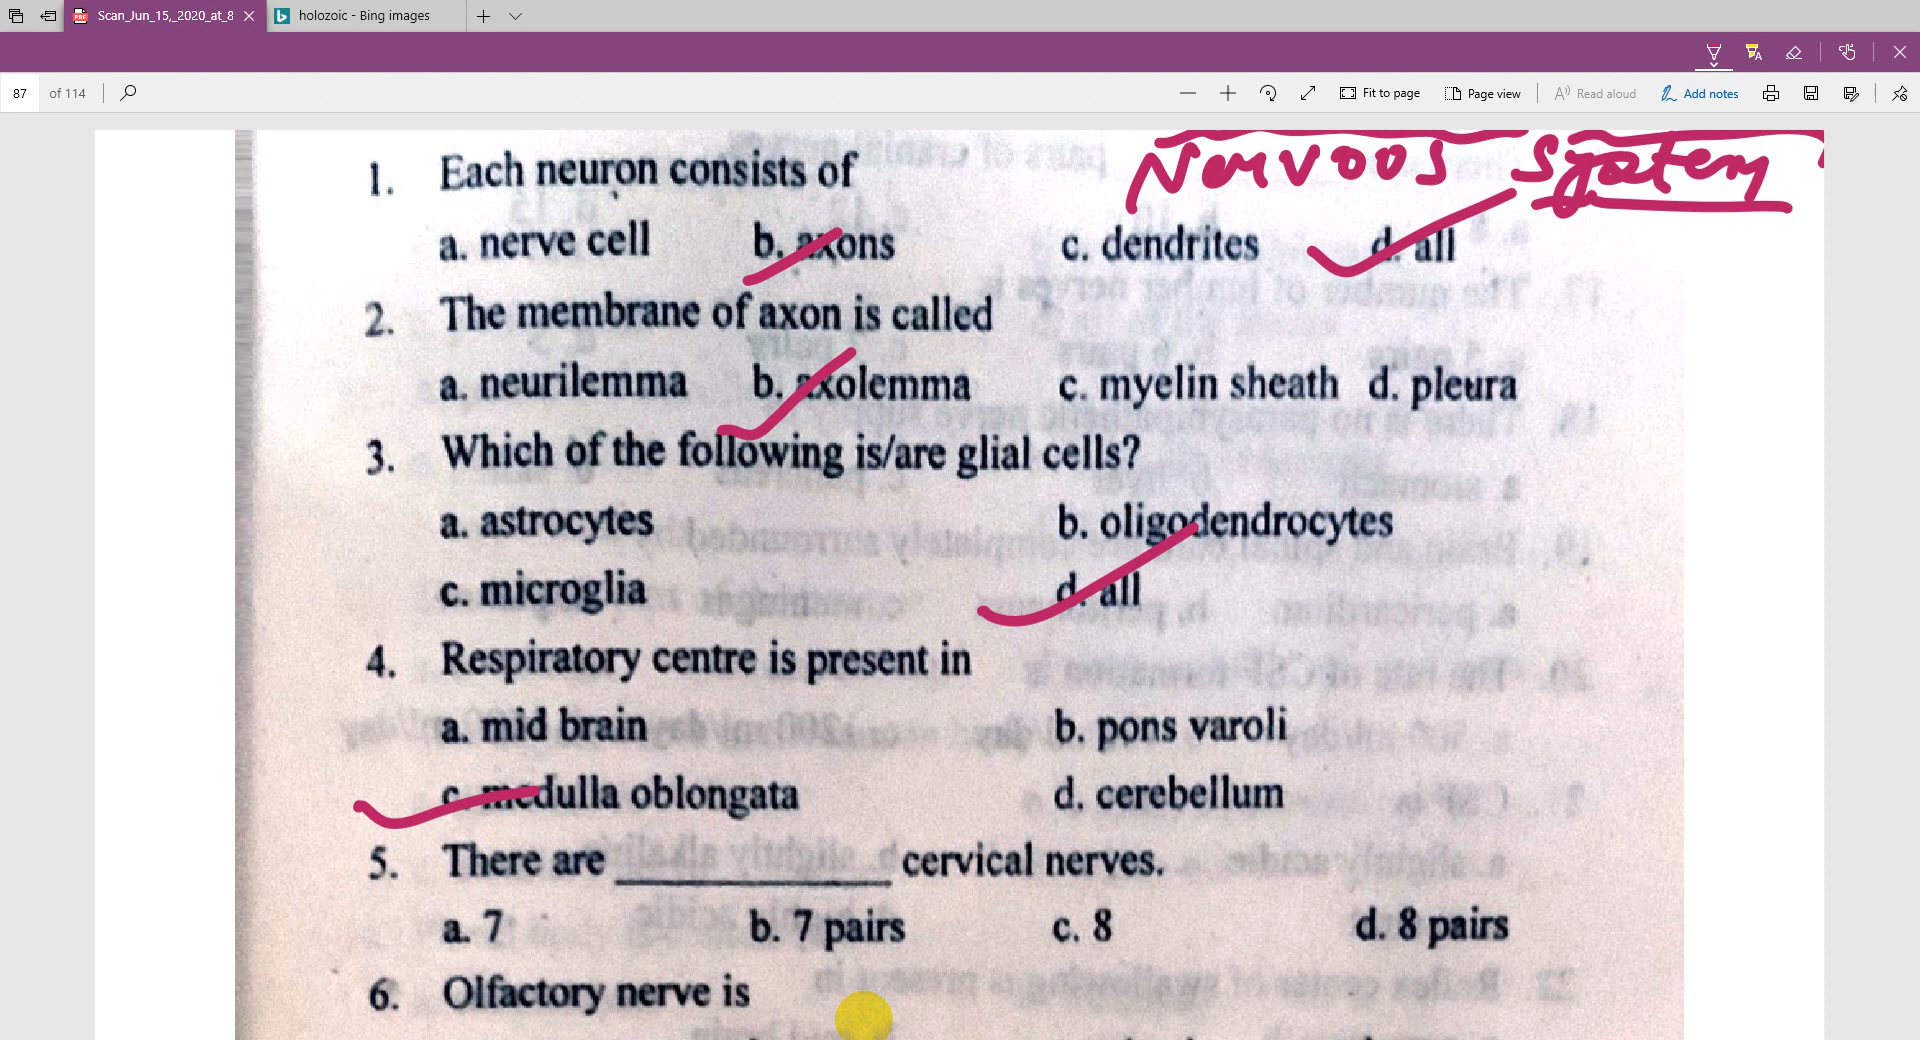 Scan_Jun_15,_2020_at_8
holozoic - Bing images
87 of 114
Fit to page
Page view
Read aloud
Add notes
Nervoos System
1. Each neuron consists of
a. nerve cell b. axons c. dendrites d. all
2. The membrane of axon is called
a. neurilemma b. axolemma c. myelin sheath d. pleura
3. Which of the following is/are glial cells?
a. astrocytes b. oligodendrocytes
c. microglia d. all
4. Respiratory centre is present in
a. mid brain b. pons varoli
c. medulla oblongata d. cerebellum
5. There are ____________ cervical nerves.
a. 7 b. 7 pairs c. 8 d. 8 pairs
6. Olfactory nerve is